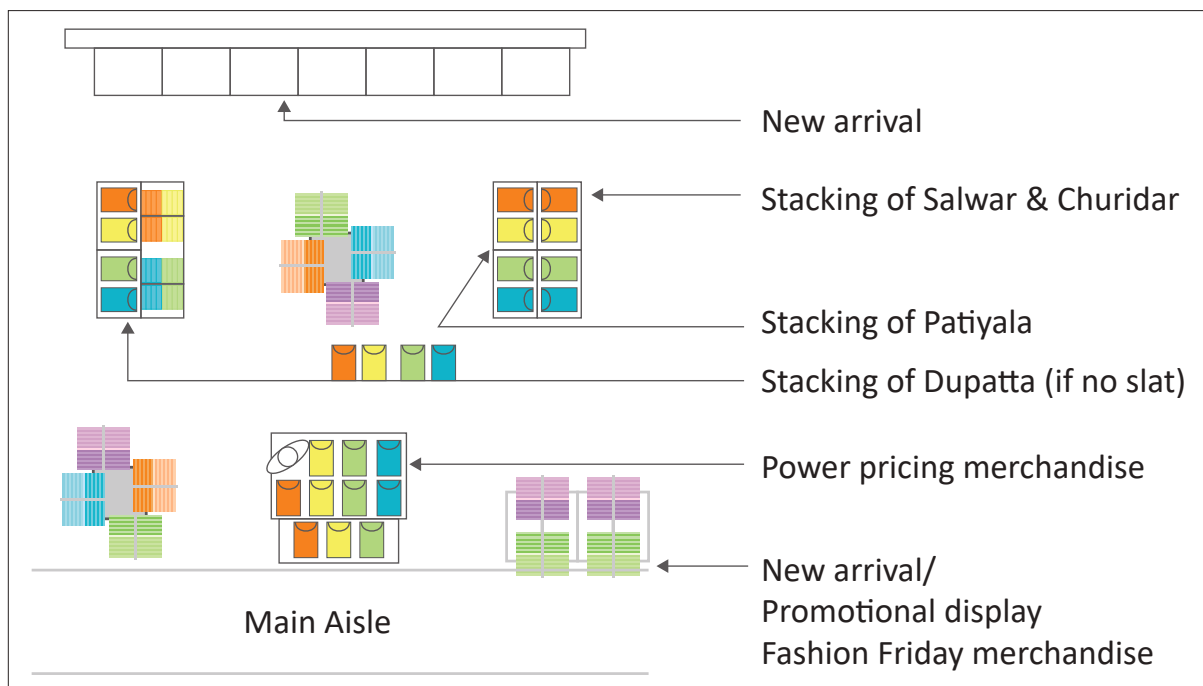 New arrival
Stacking of Salwar & Churidar
Stacking of Patiyala
Stacking of Dupatta (if no slat)
Power pricing merchandise
New arrival/
Promotional display
Fashion Friday merchandise
Main Aisle